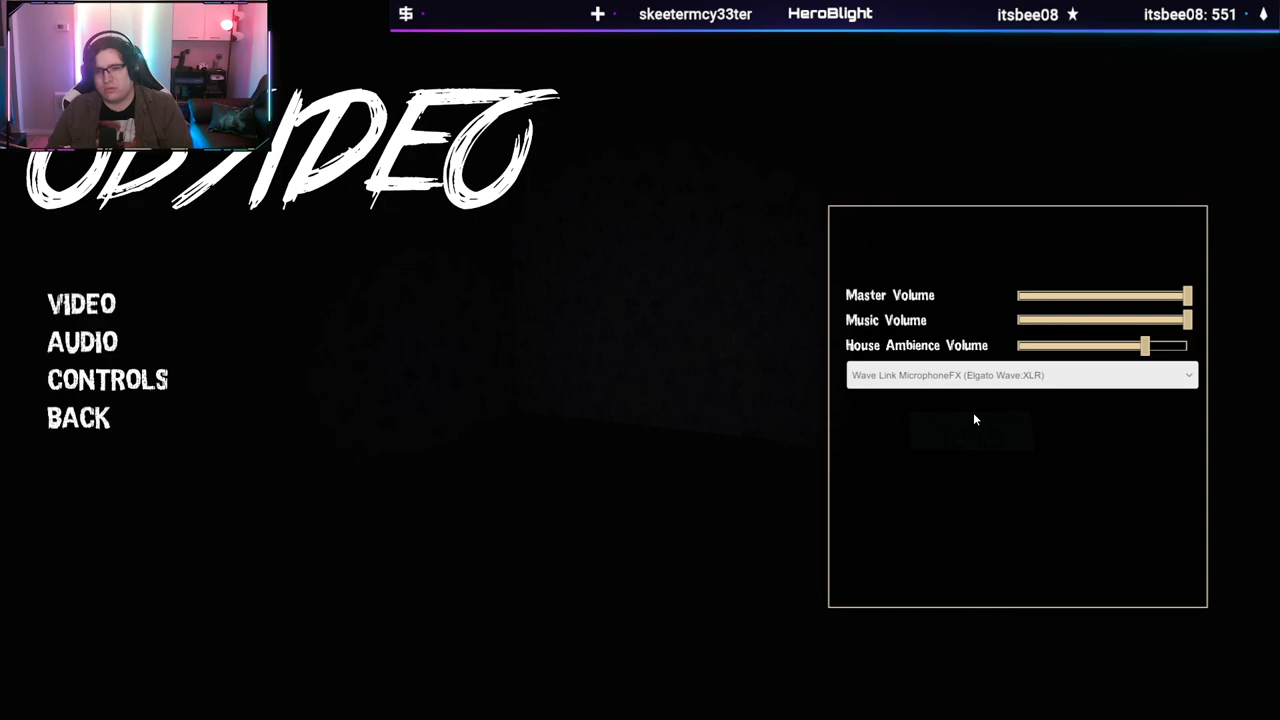 skeetermcy33ter HeroBlight itsbee08 ★ itsbee08: 551
VIDEO
AUDIO
CONTROLS
BACK
Master Volume
Music Volume
House Ambience Volume
Wave Link MicrophoneFX (Elgato Wave:XLR)